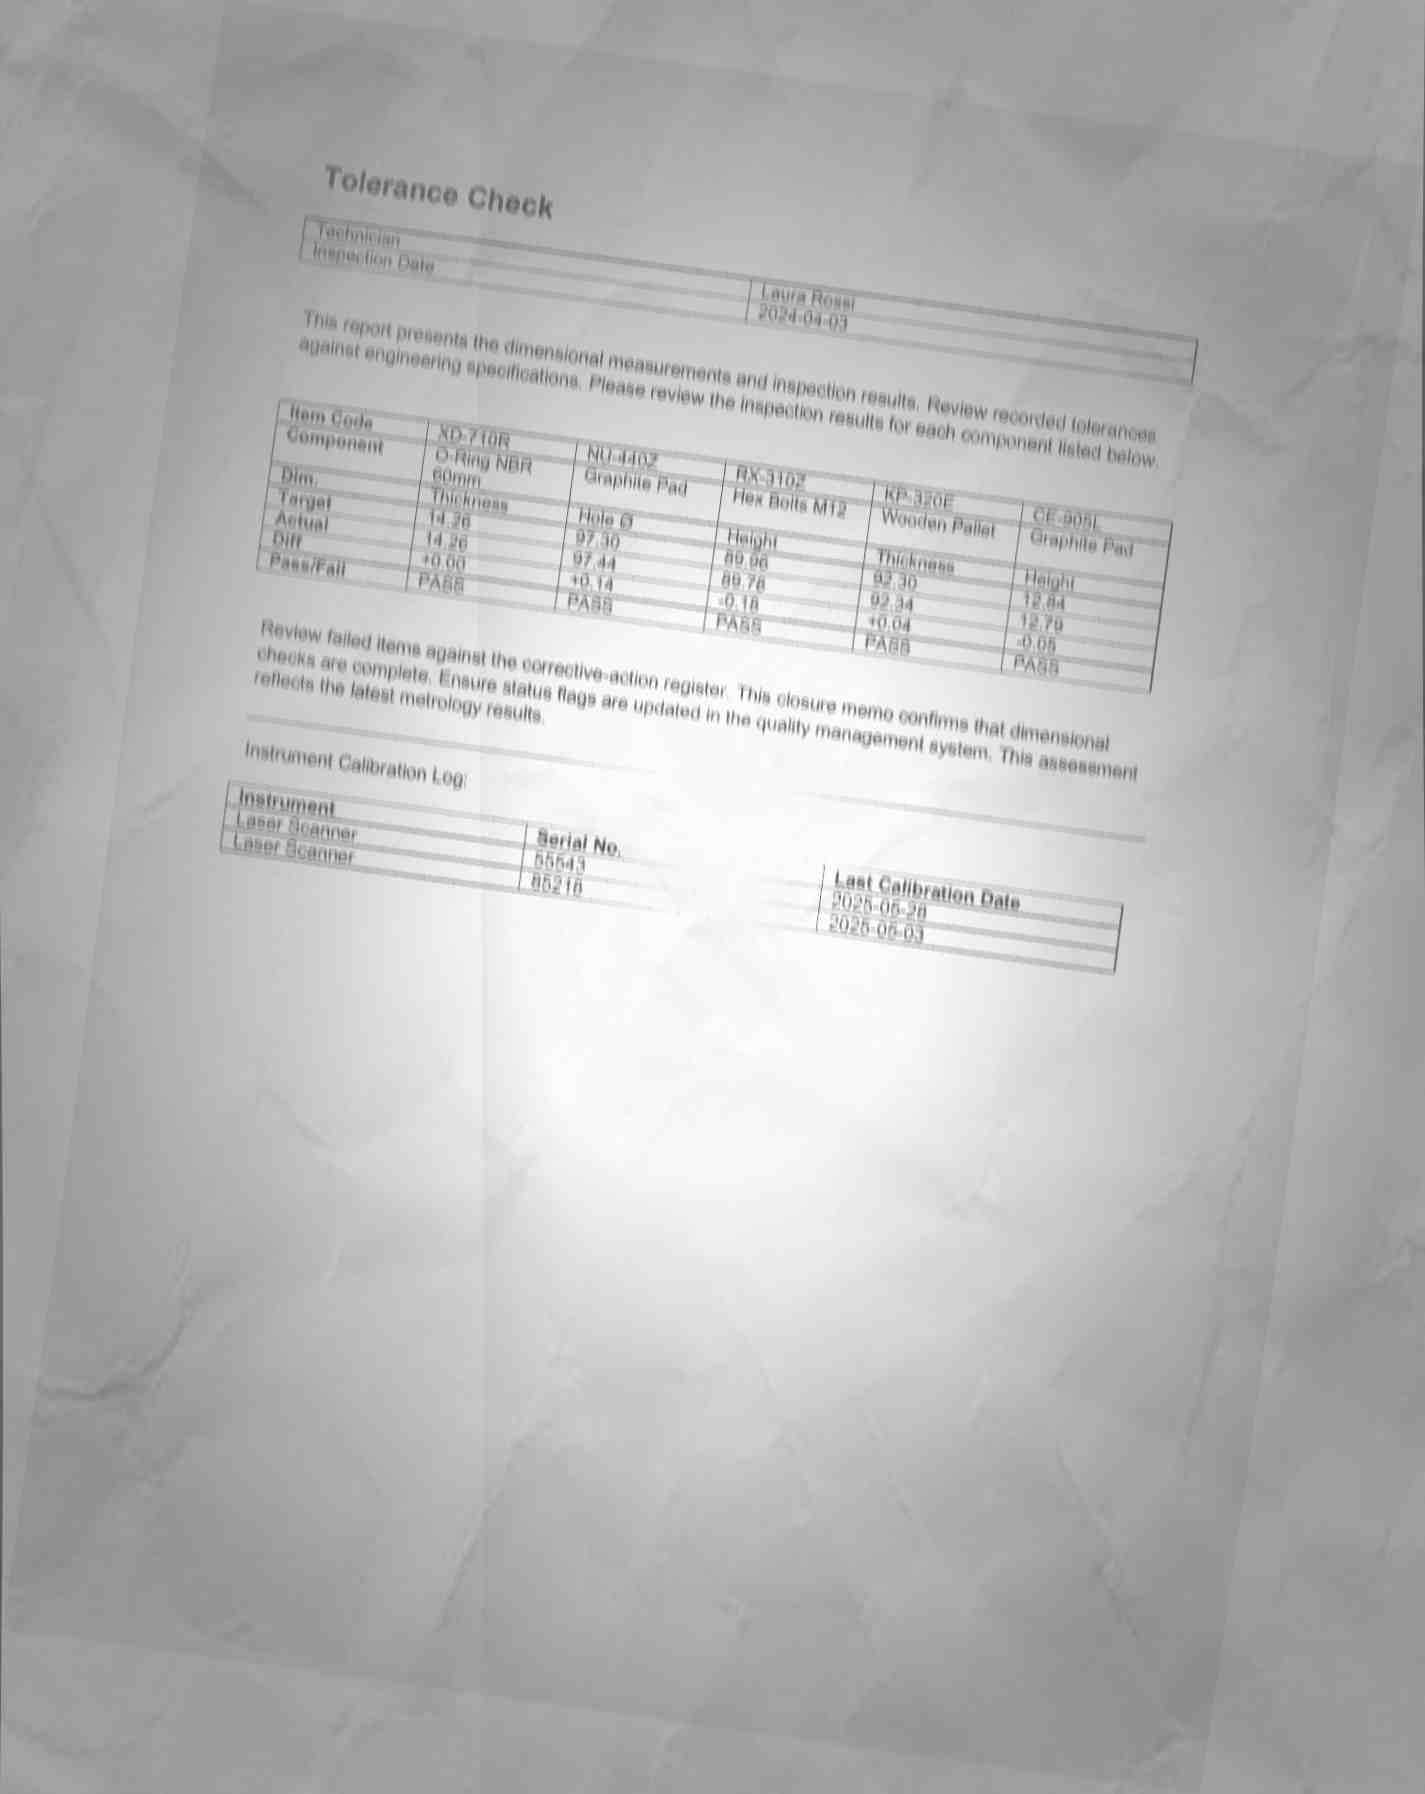 Tolerance Check
Technician Laura Rossi
Inspection Date 2024-04-03
This report presents the dimensional measurements and inspection results. Review recorded tolerances
against engineering specifications. Please review the inspection results for each component listed below.
Item Code XD-710R NU-440Z RX-310Z KP-320E CE-905L
Component O-Ring NBR Graphite Pad Hex Bolts M12 Wooden Pallet Graphite Pad
60mm
Dim. Thickness Hole Ø Height Thickness Height
Target 14.26 97.30 89.96 92.30 12.84
Actual 14.26 97.44 89.78 92.34 12.79
Diff +0.00 +0.14 -0.18 +0.04 -0.05
Pass/Fail PASS PASS PASS PASS PASS
Review failed items against the corrective-action register. This closure memo confirms that dimensional
checks are complete. Ensure status flags are updated in the quality management system. This assessment
reflects the latest metrology results.
Instrument Calibration Log:
Instrument Serial No. Last Calibration Date
Laser Scanner 55543 2025-05-28
Laser Scanner 85216 2025-05-03